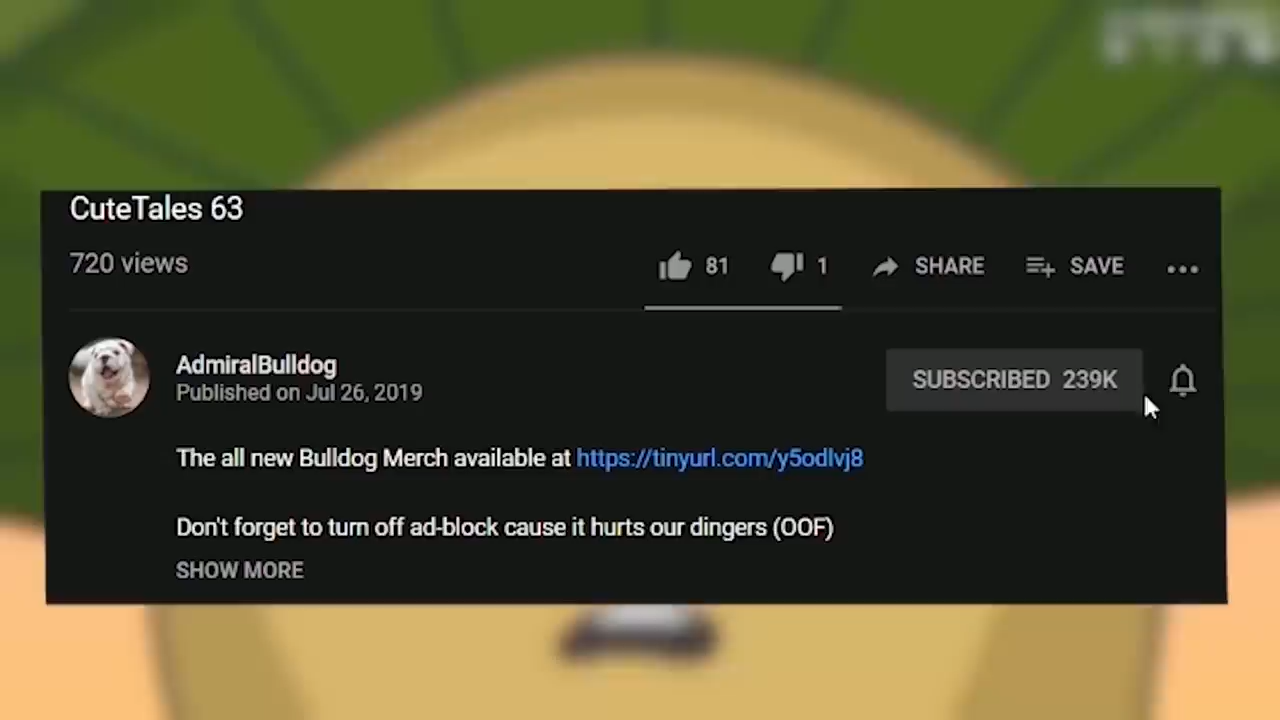 CuteTales 63
720 views
81 1 SHARE SAVE
AdmiralBulldog
Published on Jul 26, 2019
SUBSCRIBED 239K
The all new Bulldog Merch available at https://tinyurl.com/y5odlvj8
Don't forget to turn off ad-block cause it hurts our dingers (OOF)
SHOW MORE